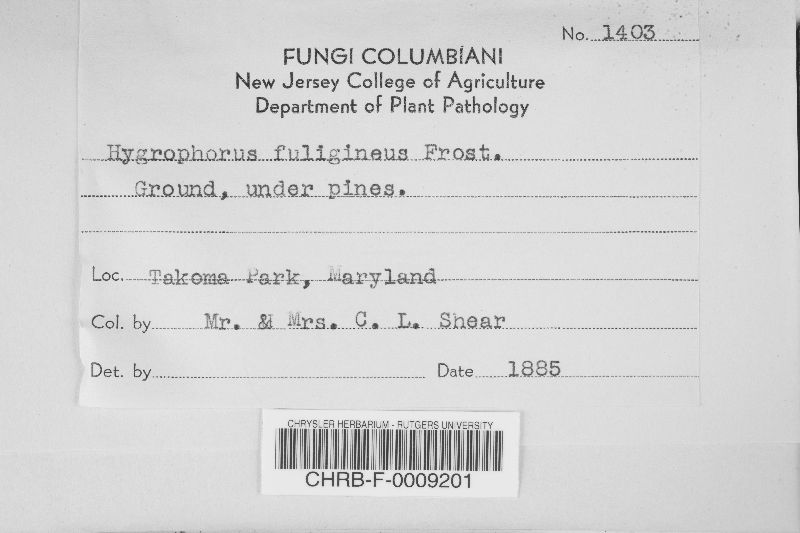 No. 1403
FUNGI COLUMBIANI
New Jersey College of Agriculture
Department of Plant Pathology
Hygrophorus fuligineus Frost.
Ground, under pines.
Loc. Takoma Park, Maryland
Col. by Mr. & Mrs. C. L. Shear
Det. by Date 1885
CHRYSLER HERBARIUM - RUTGERS UNIVERSITY
CHRB-F-0009201